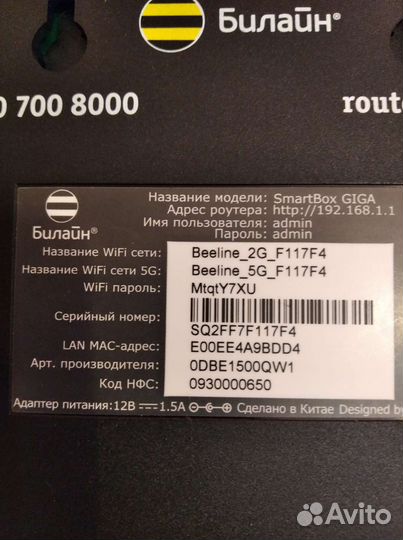 Билайн®
0 700 8000
route
Билайн®
Название модели: SmartBox GIGA
Адрес роутера: http://192.168.1.1
Имя пользователя: admin
Пароль: admin
Название WiFi сети: Beeline_2G_F117F4
Название WiFi сети 5G: Beeline_5G_F117F4
WiFi пароль: MtqtY7XU
Серийный номер: SQ2FF7F117F4
LAN MAC-адрес: E00EE4A9BDD4
Арт. производителя: 0DBE1500QW1
Код НФС: 0930000650
Адаптер питания:12В 1.5А Сделано в Китае Designed by
Avito